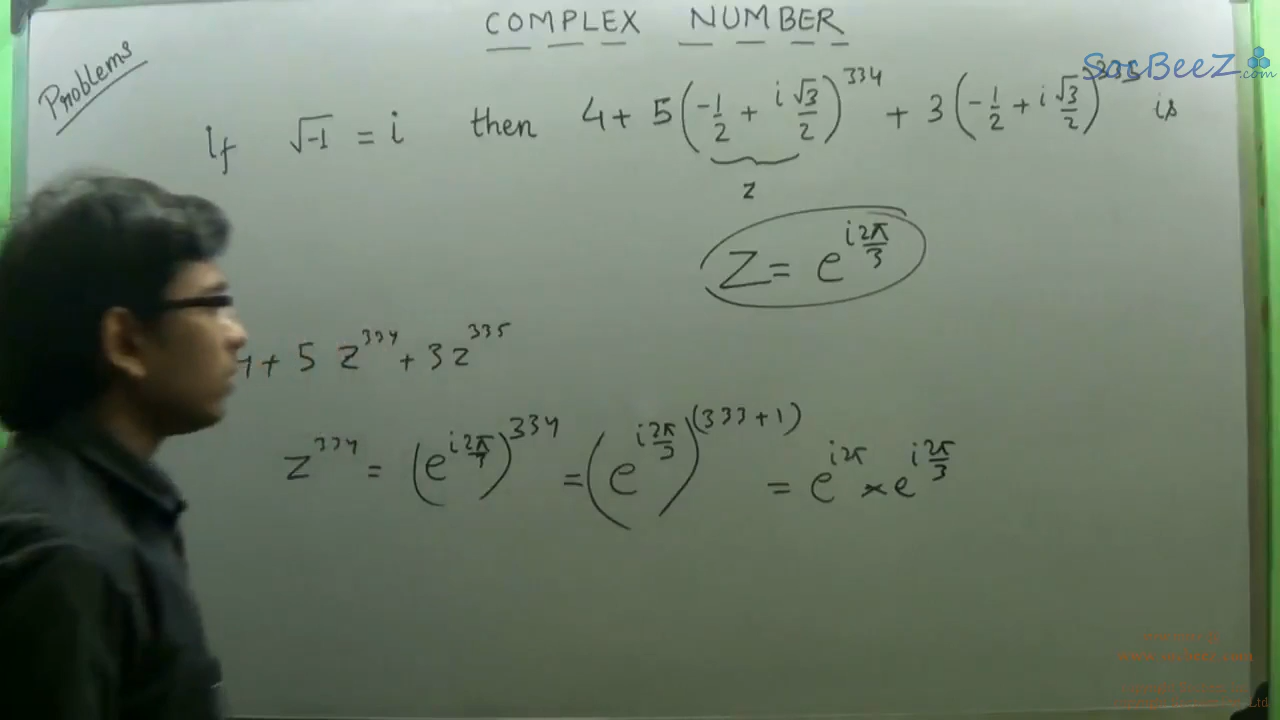 COMPLEX NUMBER
Problems
SocBeeZ.com
If √-1 = i then 4 + 5(-1/2 + i√3/2)^334 + 3(-1/2 + i√3/2)^335 is
z
Z = e^(i2π/3)
4 + 5 z^334 + 3z^335
z^334 = (e^(i2π/3))^334 = (e^(i2π/3))^(333+1) = e^(i2π) × e^(i2π/3)